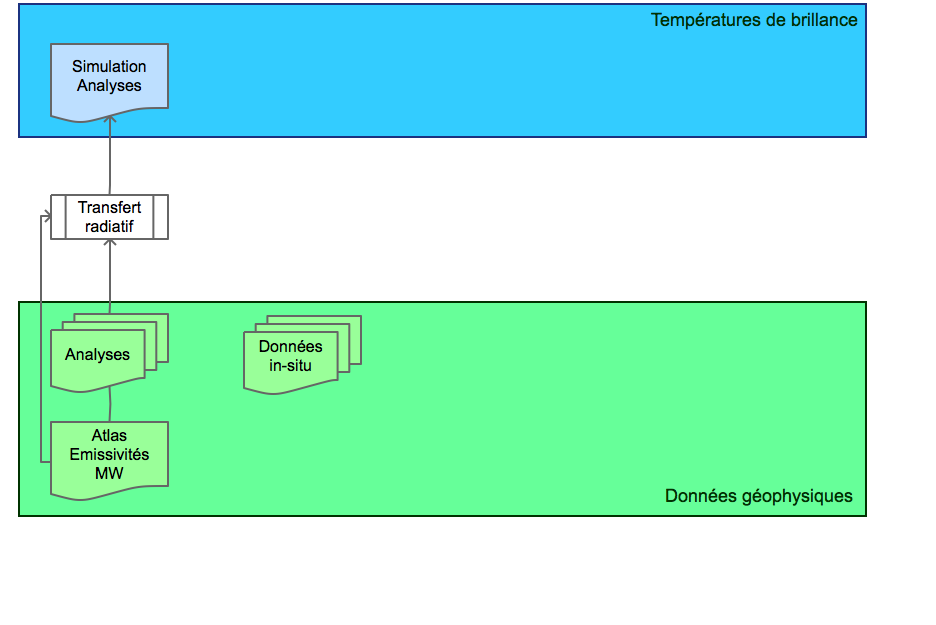 Températures de brillance
Simulation
Analyses
Transfert
radiatif
Analyses
Données
in-situ
Atlas
Emissivités
MW
Données géophysiques